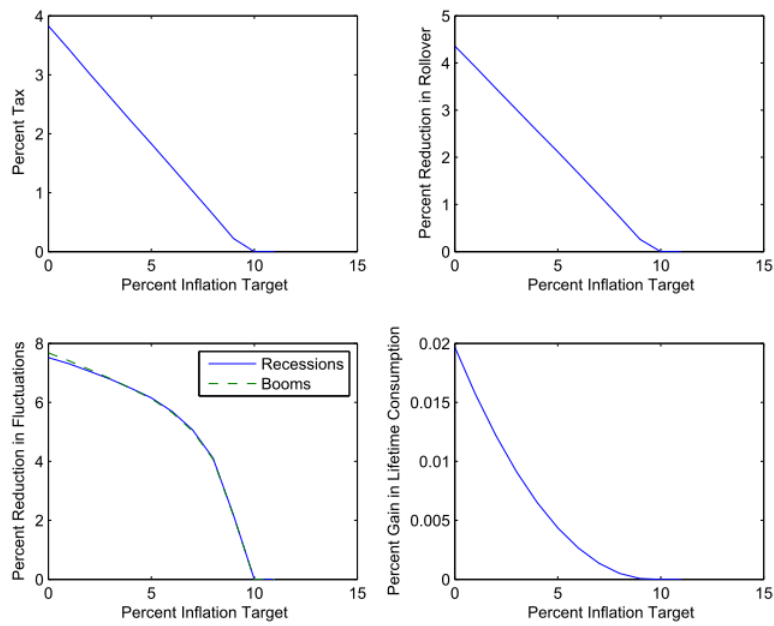 4
3
2
1
0
Percent Tax
0 5 10 15
Percent Inflation Target
5
4
3
2
1
0
Percent Reduction in Rollover
0 5 10 15
Percent Inflation Target
8
6
4
2
0
Percent Reduction in Fluctuations
Recessions
Booms
0 5 10 15
Percent Inflation Target
0.02
0.015
0.01
0.005
0
Percent Gain in Lifetime Consumption
0 5 10 15
Percent Inflation Target